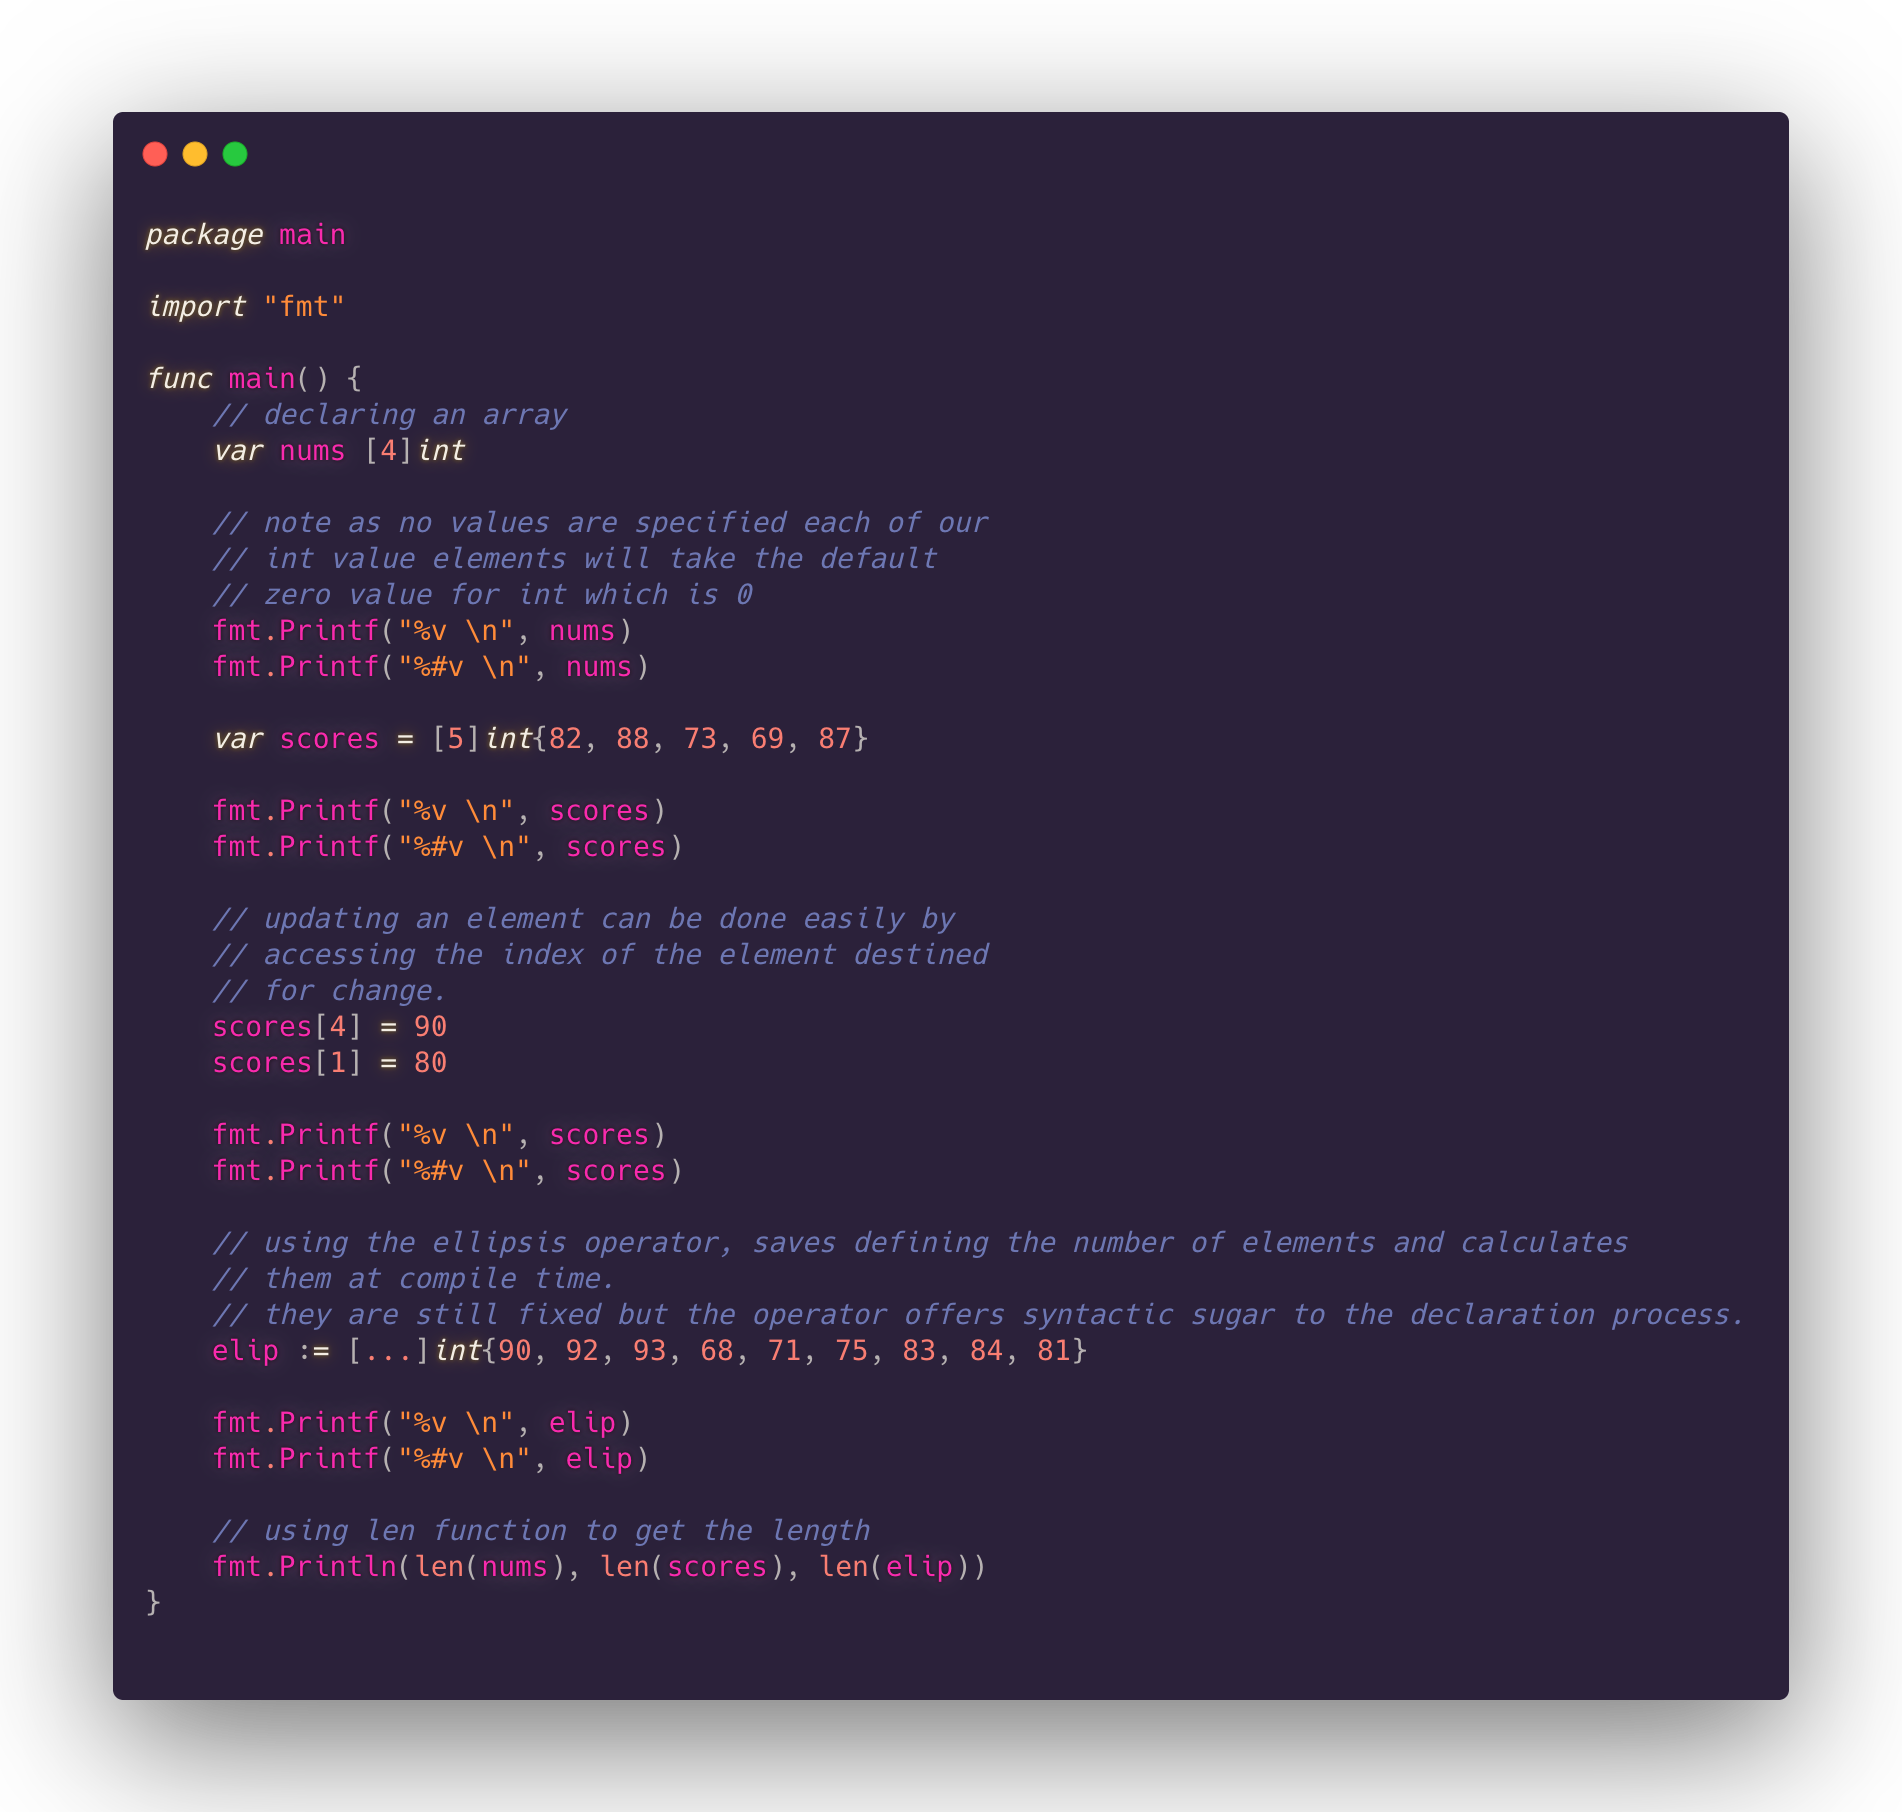 package main

import "fmt"

func main() {
    // declaring an array
    var nums [4]int

    // note as no values are specified each of our
    // int value elements will take the default
    // zero value for int which is 0
    fmt.Printf("%v \n", nums)
    fmt.Printf("%#v \n", nums)

    var scores = [5]int{82, 88, 73, 69, 87}

    fmt.Printf("%v \n", scores)
    fmt.Printf("%#v \n", scores)

    // updating an element can be done easily by
    // accessing the index of the element destined
    // for change.
    scores[4] = 90
    scores[1] = 80

    fmt.Printf("%v \n", scores)
    fmt.Printf("%#v \n", scores)

    // using the ellipsis operator, saves defining the number of elements and calculates
    // them at compile time.
    // they are still fixed but the operator offers syntactic sugar to the declaration process.
    elip := [...]int{90, 92, 93, 68, 71, 75, 83, 84, 81}

    fmt.Printf("%v \n", elip)
    fmt.Printf("%#v \n", elip)

    // using len function to get the length
    fmt.Println(len(nums), len(scores), len(elip))
}